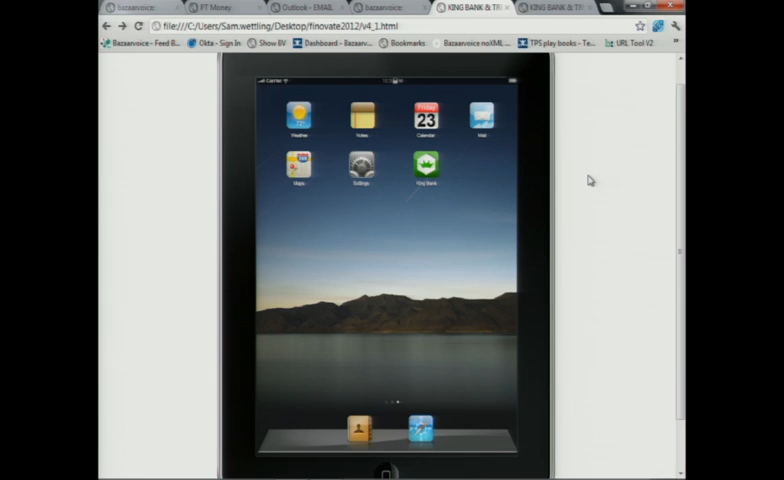 bazaarvoice: PT Money Outlook - EMAIL bazaarvoice: KING BANK & TR KING BANK & TR
file:///C:/Users/Sam.wettling/Desktop/finovate2012/v4_1.html
Bazaarvoice - Feed B... Okta - Sign In Show BV Dashboard - Bazaarv... Bookmarks Bazaarvoice noXML ... TPS play books - Te... URL Tool V2 »
Carrier
Friday
23
Weather Notes Calendar Mail
Maps Settings King Bank